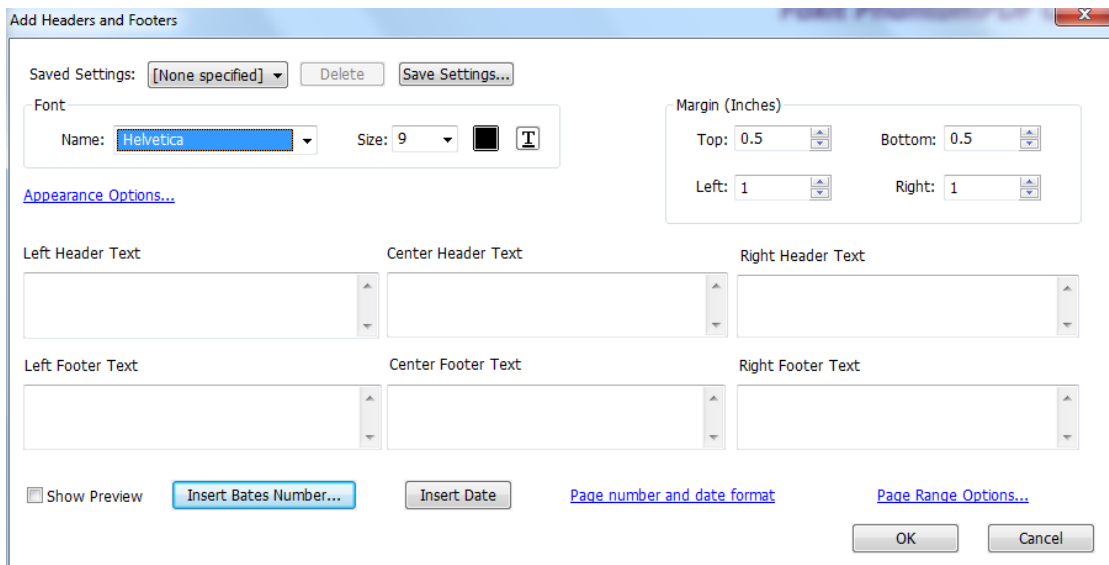 Add Headers and Footers
Saved Settings: [None specified] Delete Save Settings...
Font
Name: Helvetica Size: 9 T
Margin (Inches)
Top: 0.5 Bottom: 0.5
Left: 1 Right: 1
Appearance Options...
Left Header Text Center Header Text Right Header Text
Left Footer Text Center Footer Text Right Footer Text
Show Preview Insert Bates Number... Insert Date Page number and date format Page Range Options...
OK Cancel